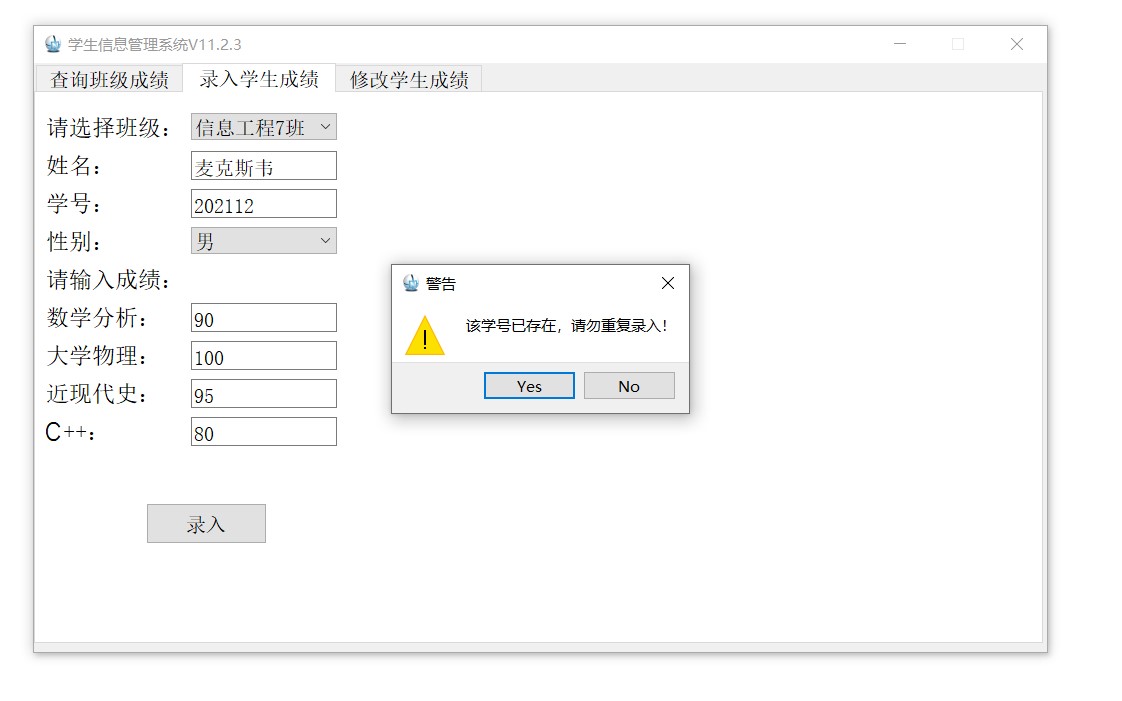 学生信息管理系统V11.2.3
查询班级成绩 录入学生成绩 修改学生成绩
请选择班级： 信息工程7班
姓名： 麦克斯韦
学号： 202112
性别： 男
请输入成绩：
数学分析： 90
大学物理： 100
近现代史： 95
C++： 80
录入
警告
该学号已存在，请勿重复录入！
Yes No